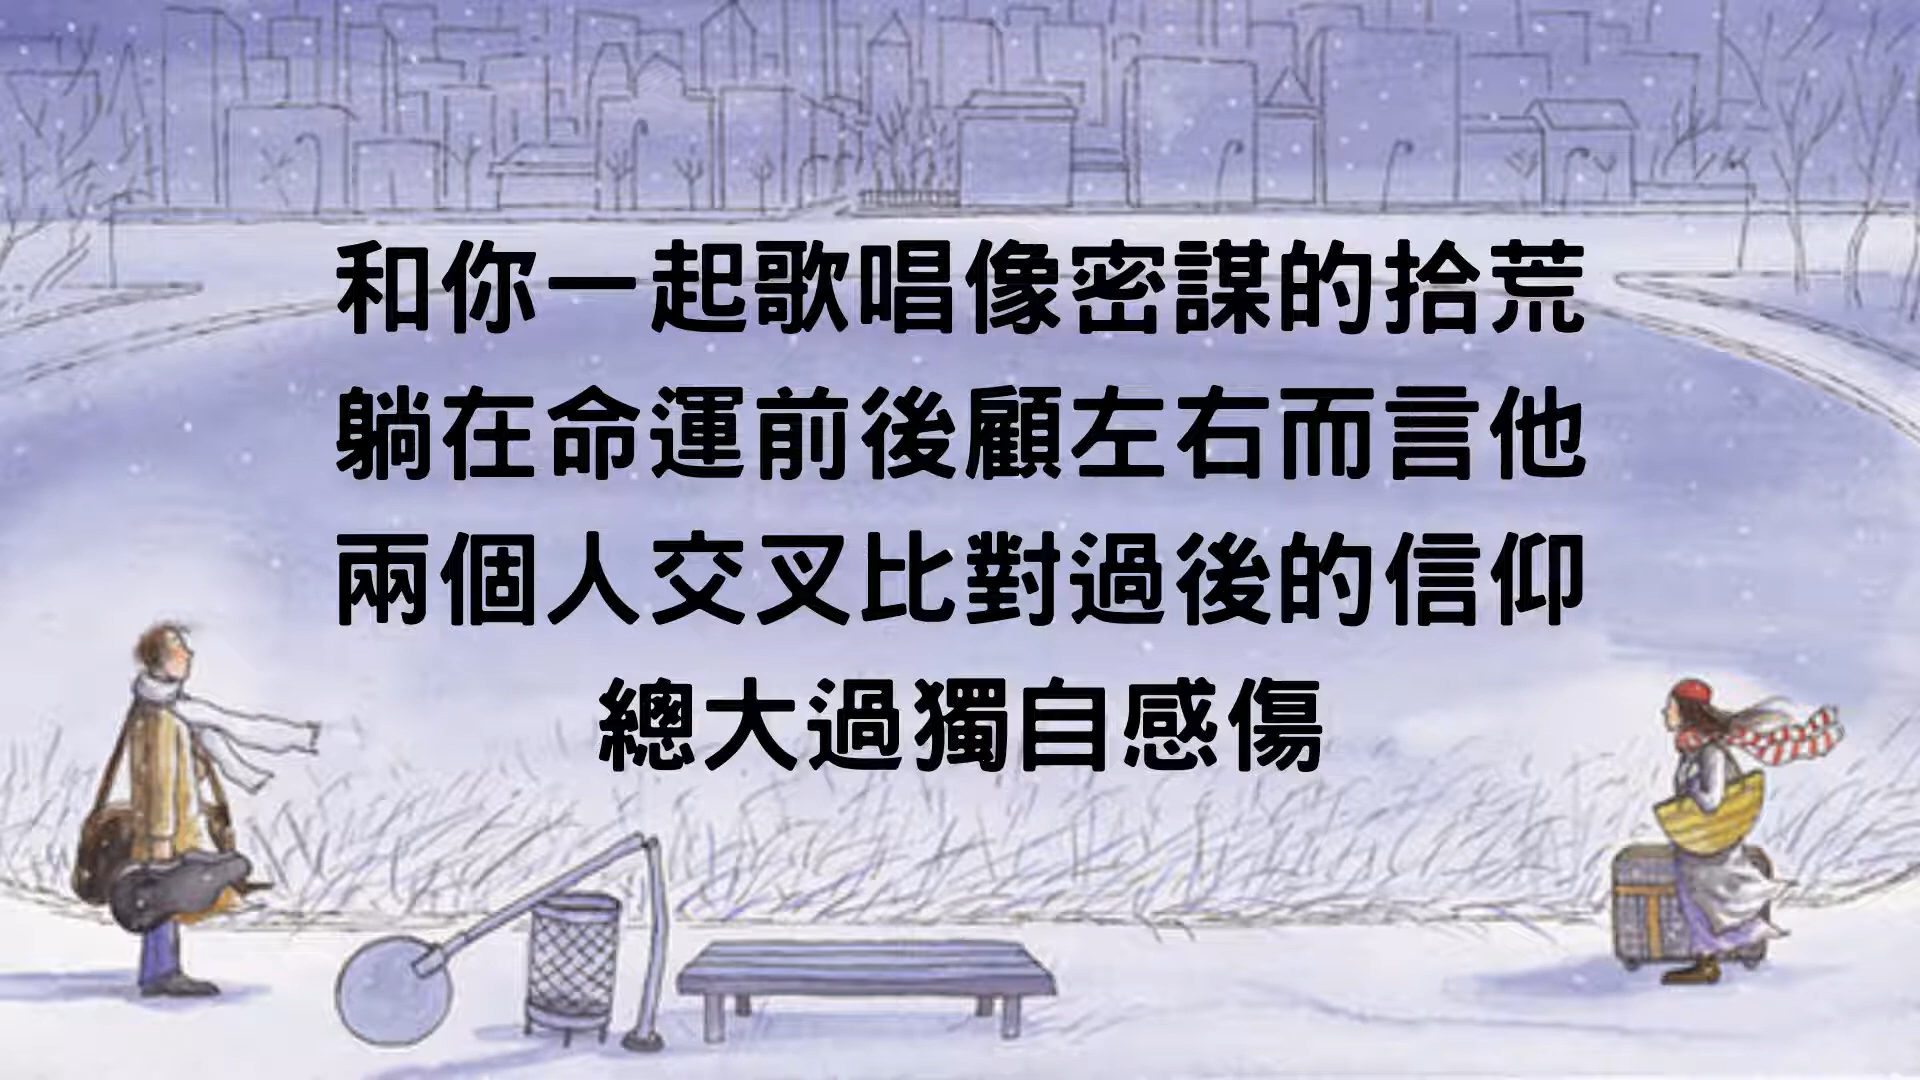 和你一起歌唱像密謀的拾荒
躺在命運前後顧左右而言他
兩個人交叉比對過後的信仰
總大過獨自感傷